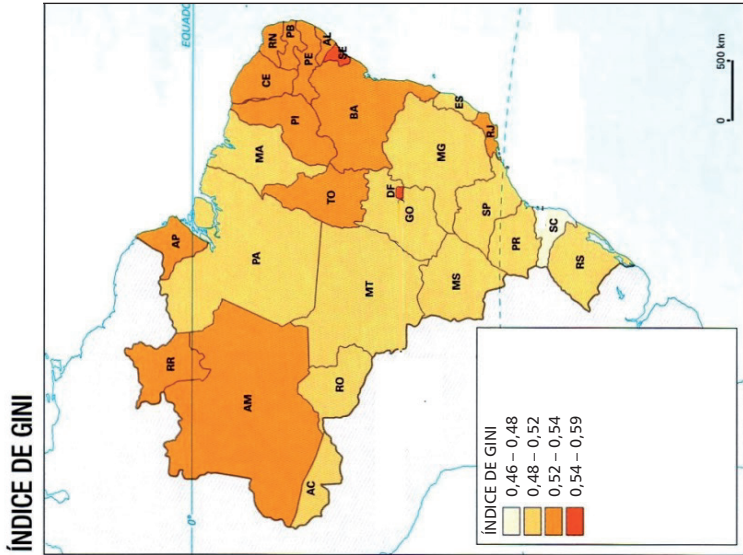 ÍNDICE DE GINI
EQUADO
0°
RR
AP
AM
PA
MA
CE
RN
PB
PE
AL
SE
PI
TO
BA
AC
RO
MT
DF
GO
MG
ES
MS
SP
RJ
PR
SC
RS
ÍNDICE DE GINI
0,46 – 0,48
0,48 – 0,52
0,52 – 0,54
0,54 – 0,59
0 500 km